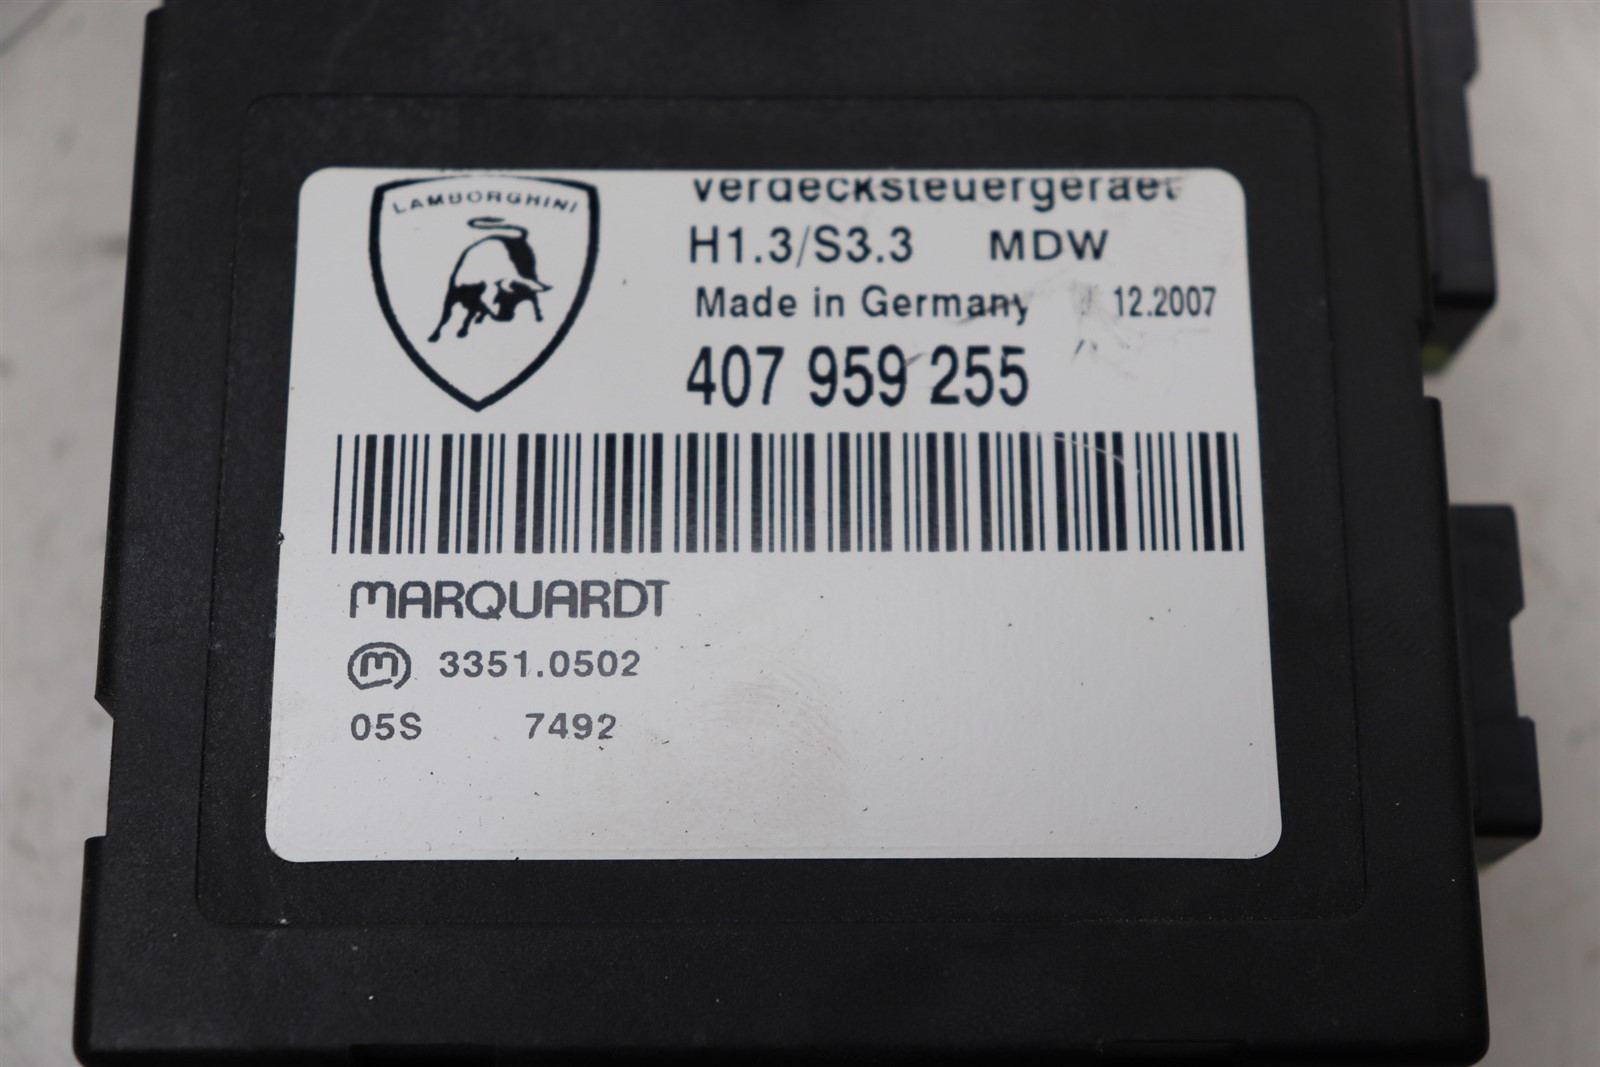 LAMBORGHINI
Verdecksteuergeraet
H1.3/S3.3 MDW
Made in Germany 12.2007
407 959 255
MARQUARDT
m 3351.0502
05S 7492